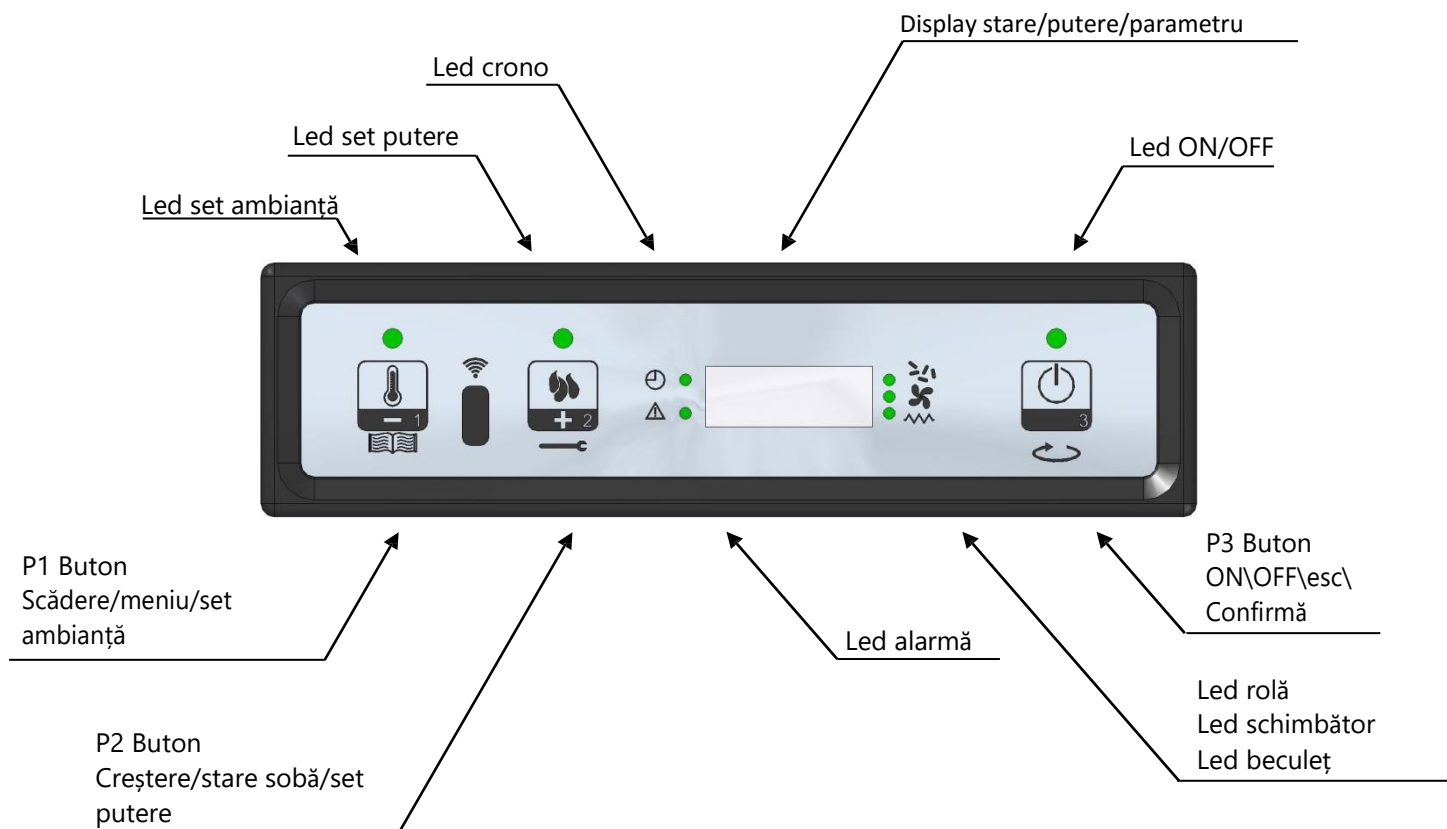 Display stare/putere/parametru
Led crono
Led set putere
Led ON/OFF
Led set ambianță
1
2
3
P1 Buton
Scădere/meniu/set
ambianță
P3 Buton
ON\OFF\esc\
Confirmă
Led alarmă
Led rolă
Led schimbător
Led beculeț
P2 Buton
Creștere/stare sobă/set
putere